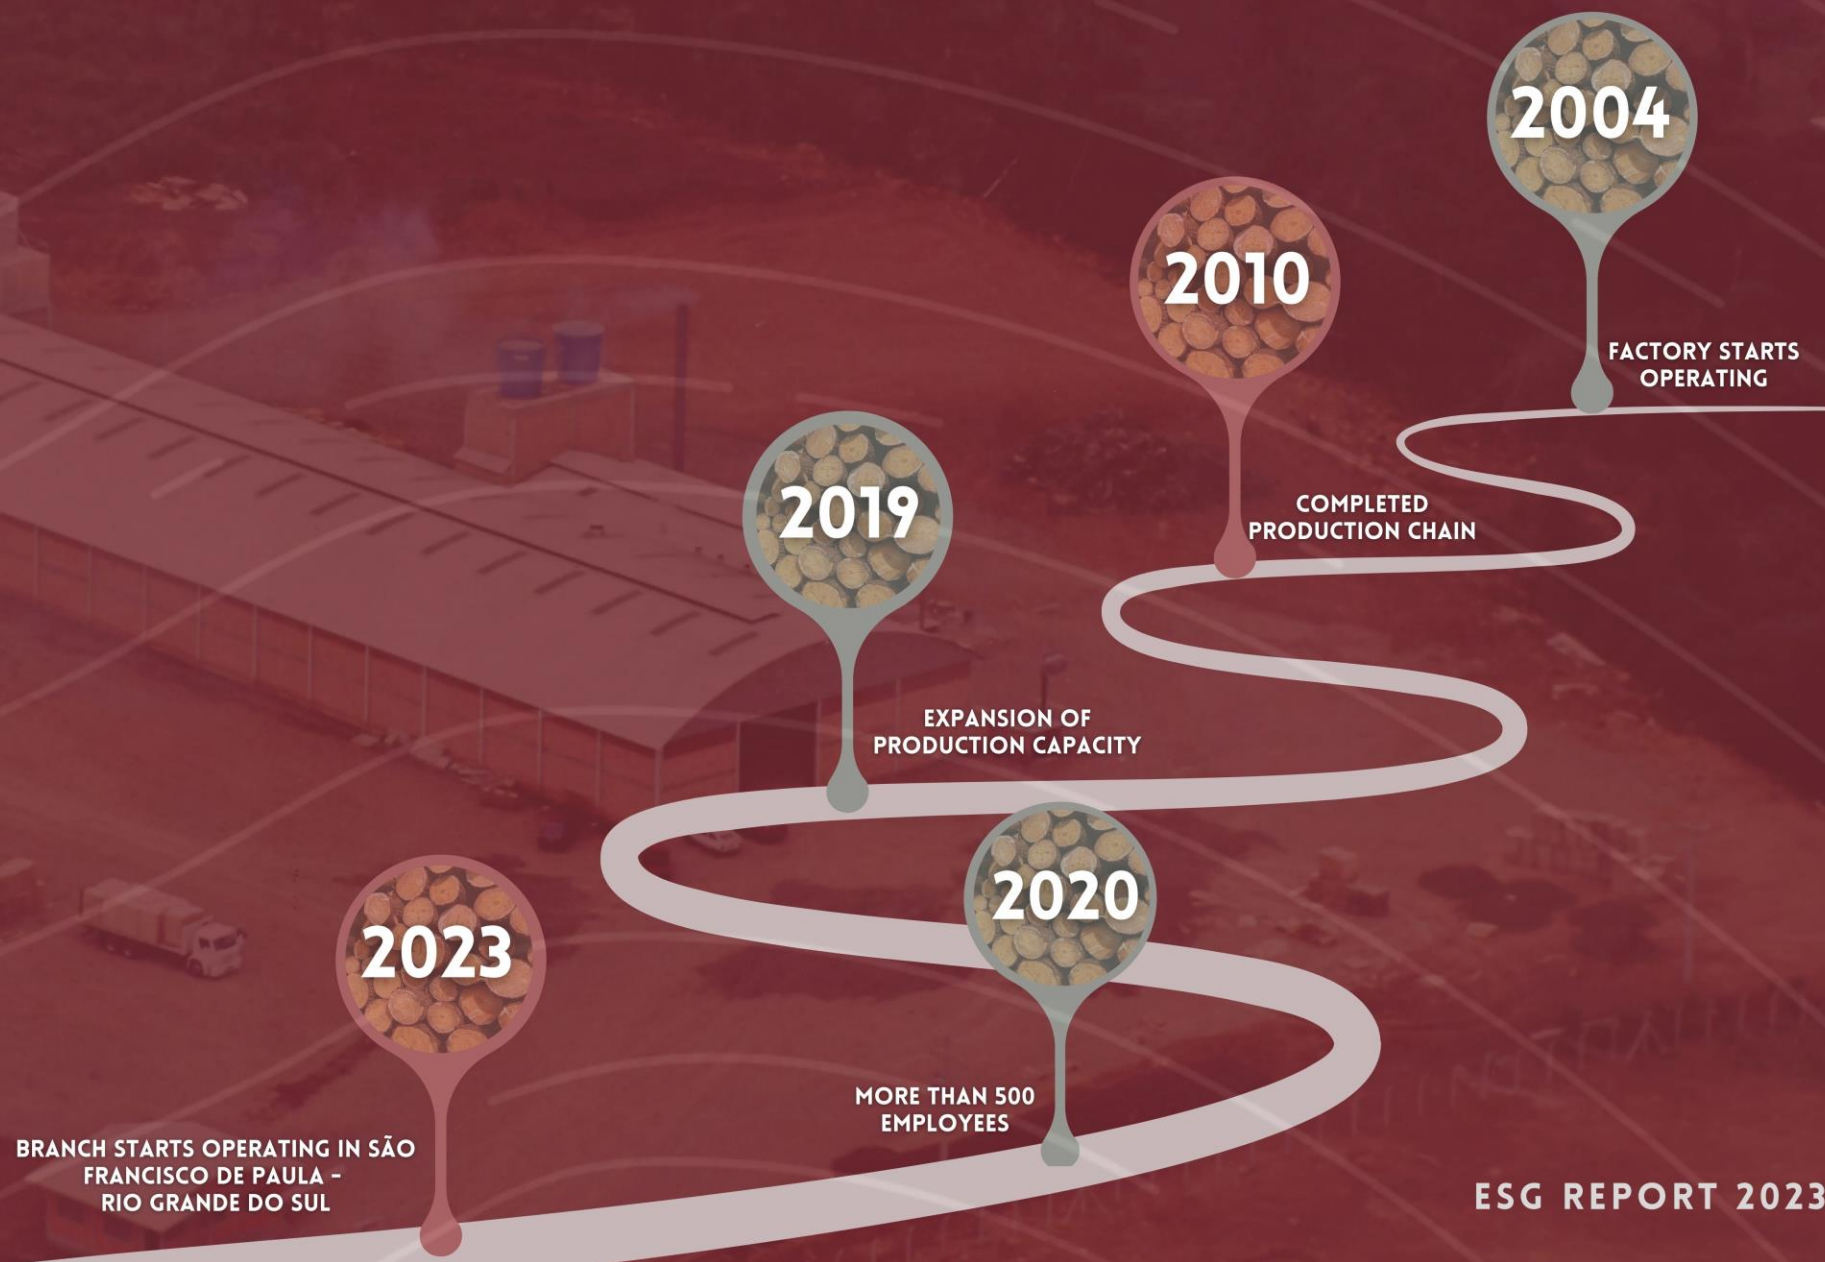 2004
FACTORY STARTS
OPERATING
2010
COMPLETED
PRODUCTION CHAIN
2019
EXPANSION OF
PRODUCTION CAPACITY
2020
MORE THAN 500
EMPLOYEES
2023
BRANCH STARTS OPERATING IN SÃO
FRANCISCO DE PAULA –
RIO GRANDE DO SUL
ESG REPORT 2023